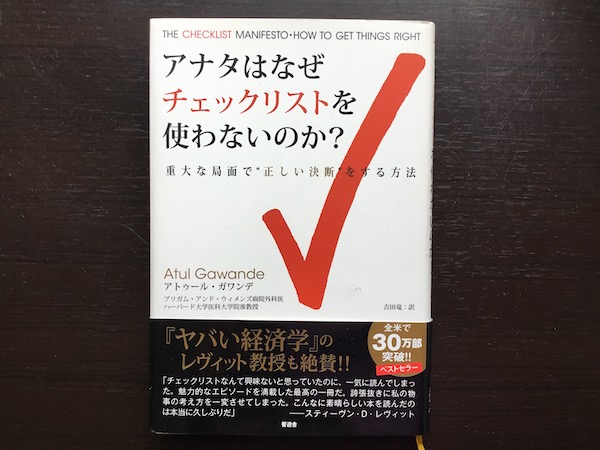 THE CHECKLIST MANIFESTO・HOW TO GET THINGS RIGHT
アナタはなぜ
チェックリストを
使わないのか?
重大な局面で“正しい決断”をする方法
Atul Gawande
アトゥール・ガワンデ
ブリガム・アンド・ウィメンズ病院外科医
ハーバード大学医科大学院准教授
吉田竜:訳
『ヤバい経済学』の
レヴィット教授も絶賛!!
全米で
30万部
突破!!
ベストセラー
「チェックリストなんて興味ないと思っていたのに、一気に読んでしまっ
た。魅力的なエピソードを満載した最高の一冊だ。誇張抜きに私の物
事の考え方を一変させてしまった。こんなに素晴らしい本を読んだの
は本当に久しぶりだ」 ――スティーヴン・D・レヴィット
晋遊舎